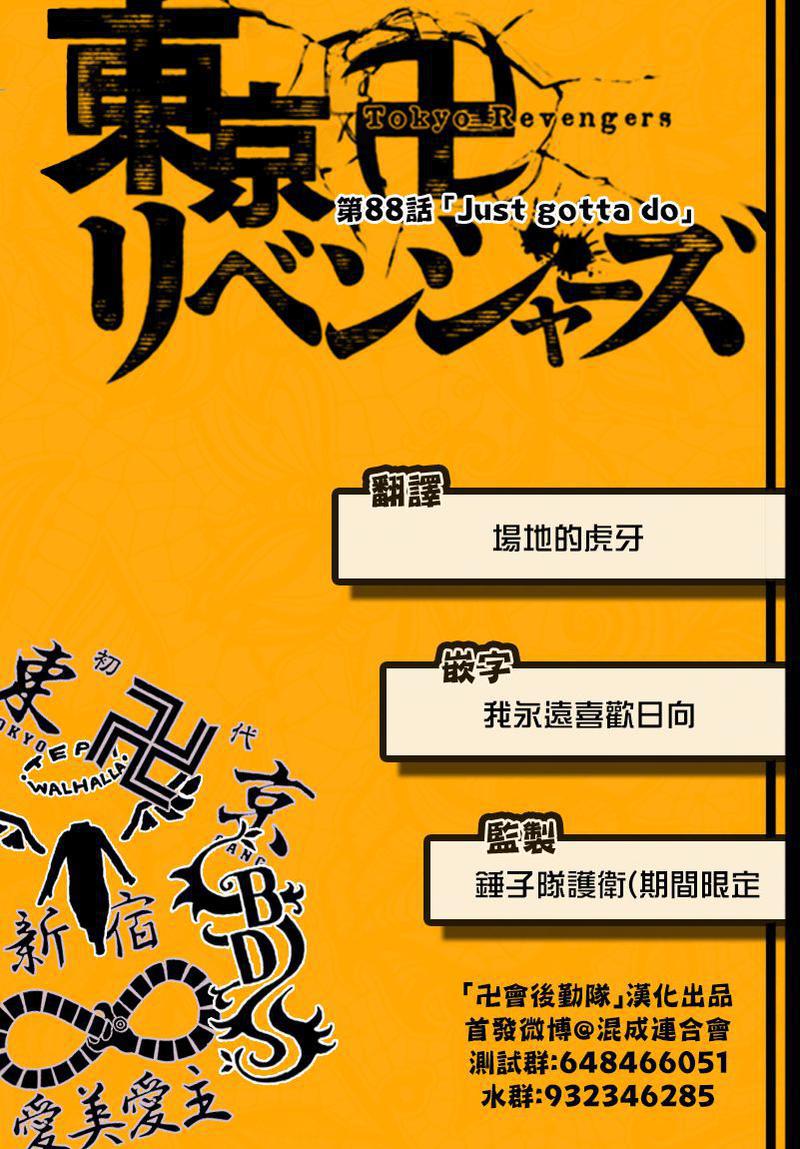 東京卍
Tokyo Revengers
第88話「Just gotta do」
リベンジャーズ
翻譯
場地的虎牙
嵌字
我永遠喜歡日向
監製
錘子隊護衛(期間限定
東
初
卍
代
京
TOKYO
WALHALLA
BDS
新宿
愛美愛主
「卍會後勤隊」漢化出品
首發微博@混成連合會
測試群:648466051
水群:932346285